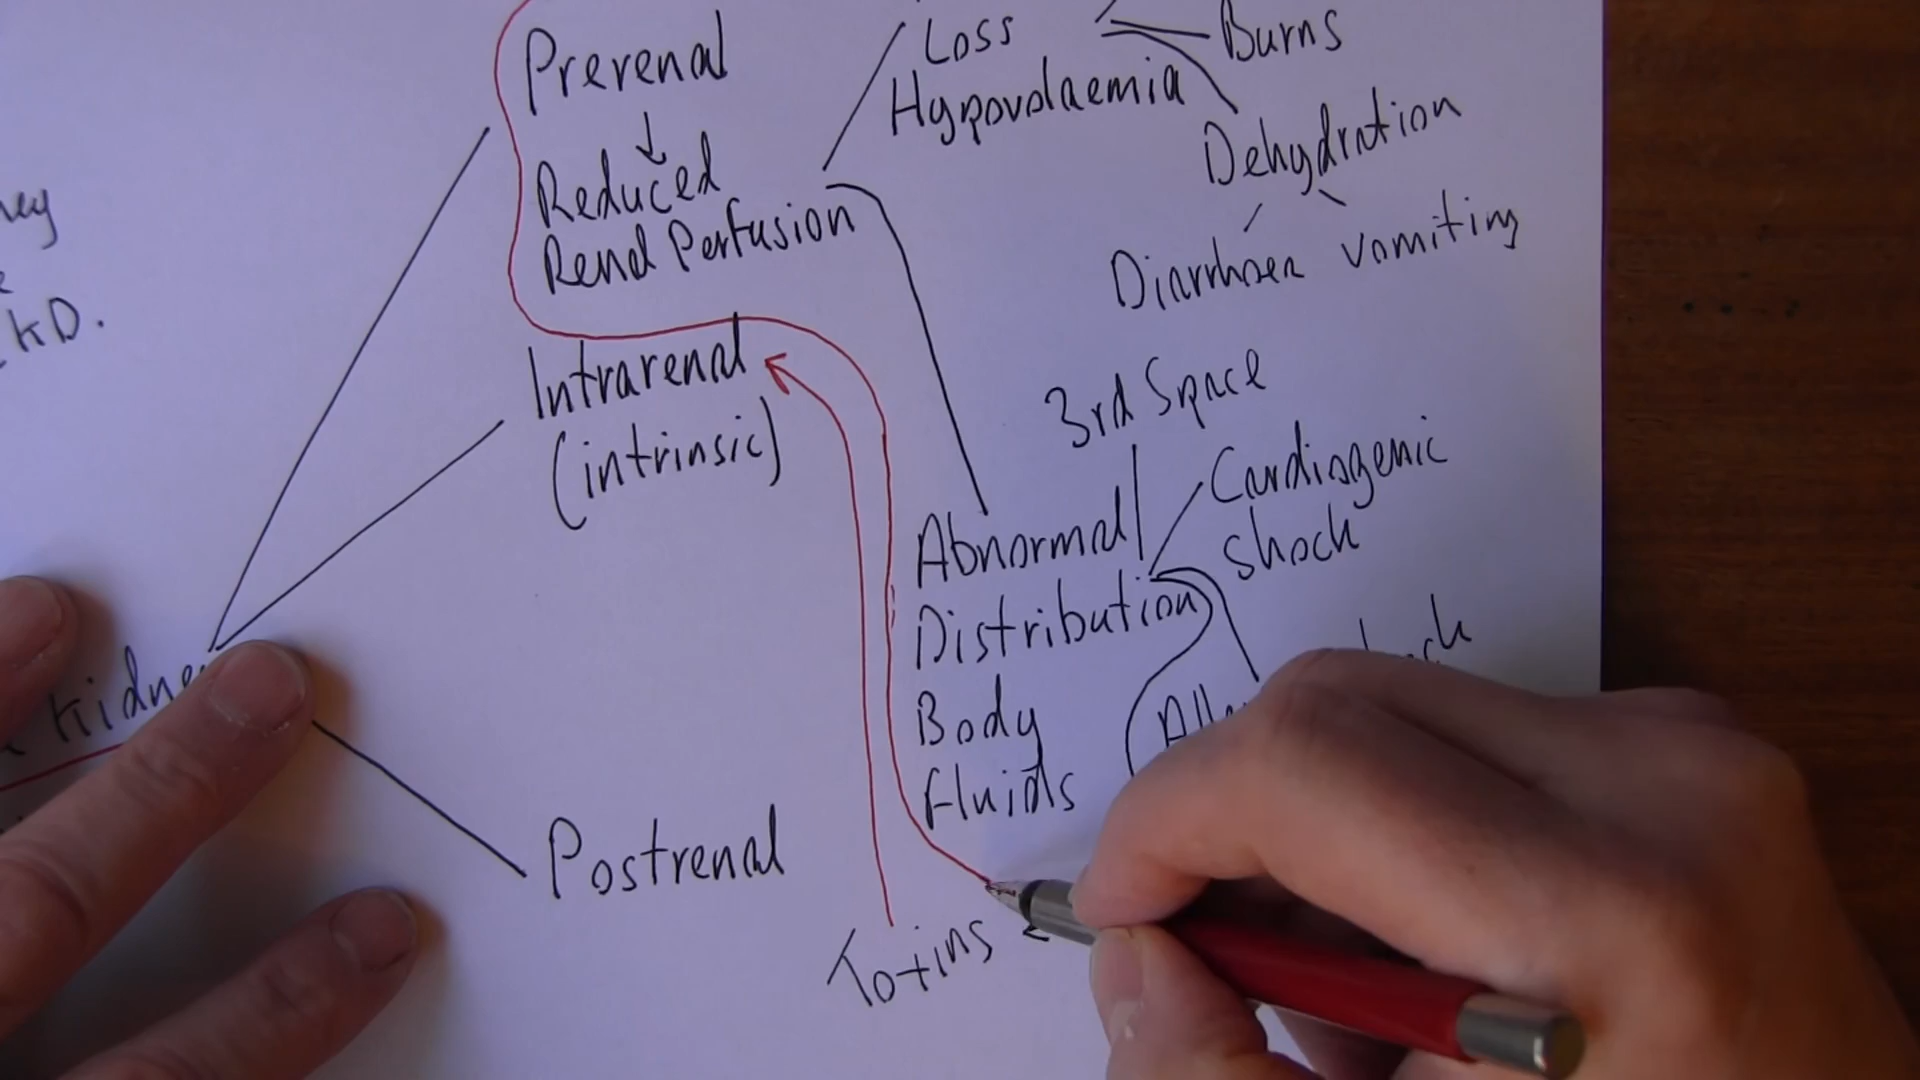 Prerenal
Reduced
Renal Perfusion
Loss
Hypovolaemia
Burns
Dehydration
Diarrhoea vomiting
KD.
Intrarenal
(intrinsic)
3rd Space
Cardiogenic
shock
Abnormal
Distribution
Body
fluids
Postrenal
Toxins